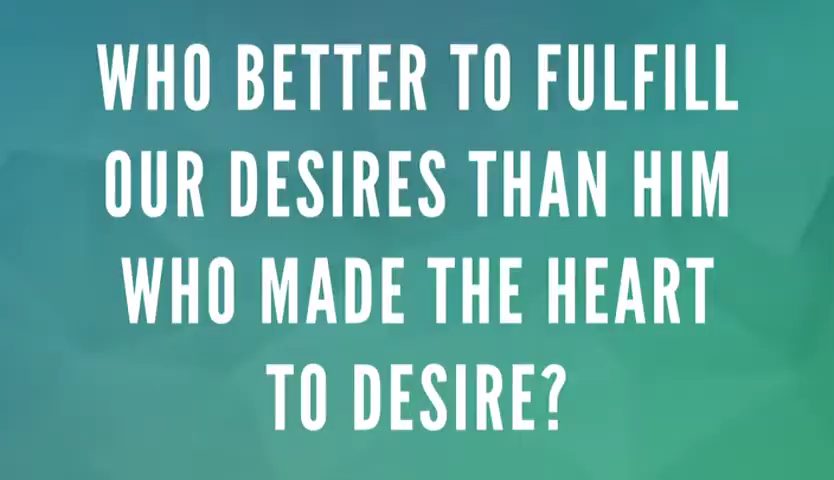 WHO BETTER TO FULFILL
OUR DESIRES THAN HIM
WHO MADE THE HEART
TO DESIRE?